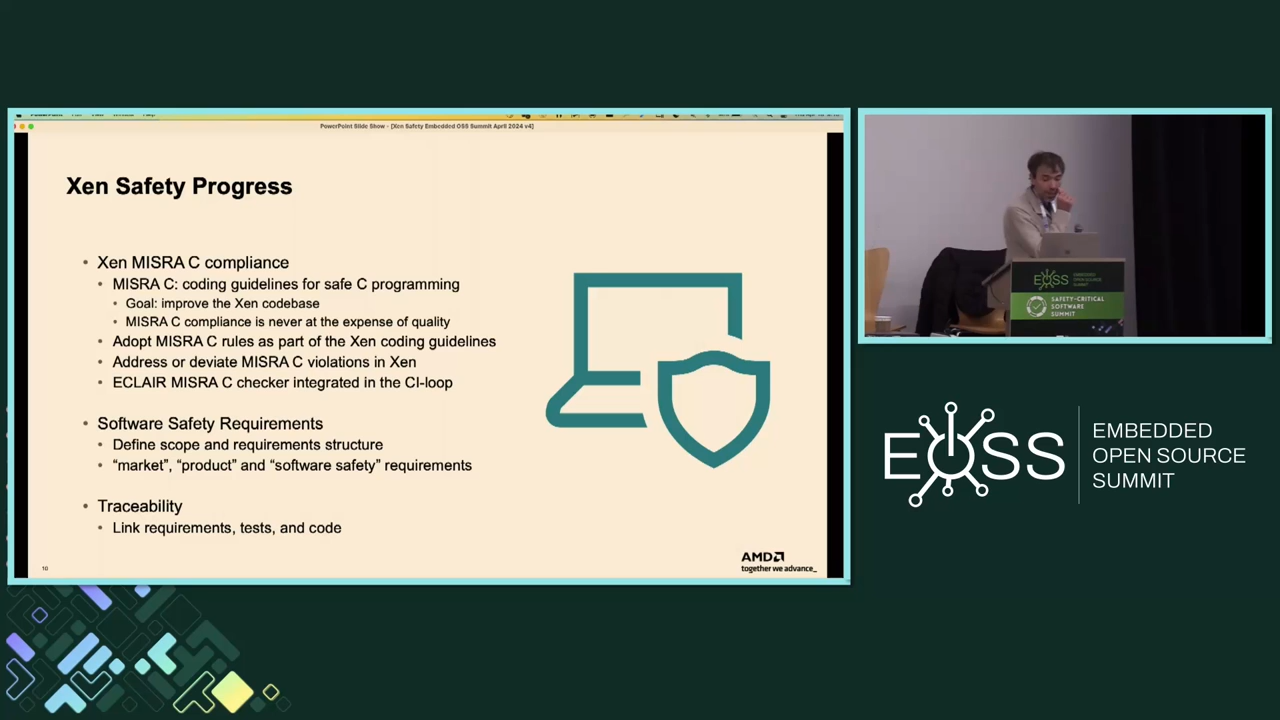 PowerPoint Slide Show - [Xen Safety Embedded OSS Summit April 2024 v4]
Xen Safety Progress
• Xen MISRA C compliance
• MISRA C: coding guidelines for safe C programming
• Goal: improve the Xen codebase
• MISRA C compliance is never at the expense of quality
• Adopt MISRA C rules as part of the Xen coding guidelines
• Address or deviate MISRA C violations in Xen
• ECLAIR MISRA C checker integrated in the CI-loop
• Software Safety Requirements
• Define scope and requirements structure
• “market”, “product” and “software safety” requirements
• Traceability
• Link requirements, tests, and code
10
AMD
together we advance_
EOSS
EMBEDDED
OPEN SOURCE
SUMMIT
SAFETY-CRITICAL
SOFTWARE
SUMMIT
EOSS
EMBEDDED
OPEN SOURCE
SUMMIT